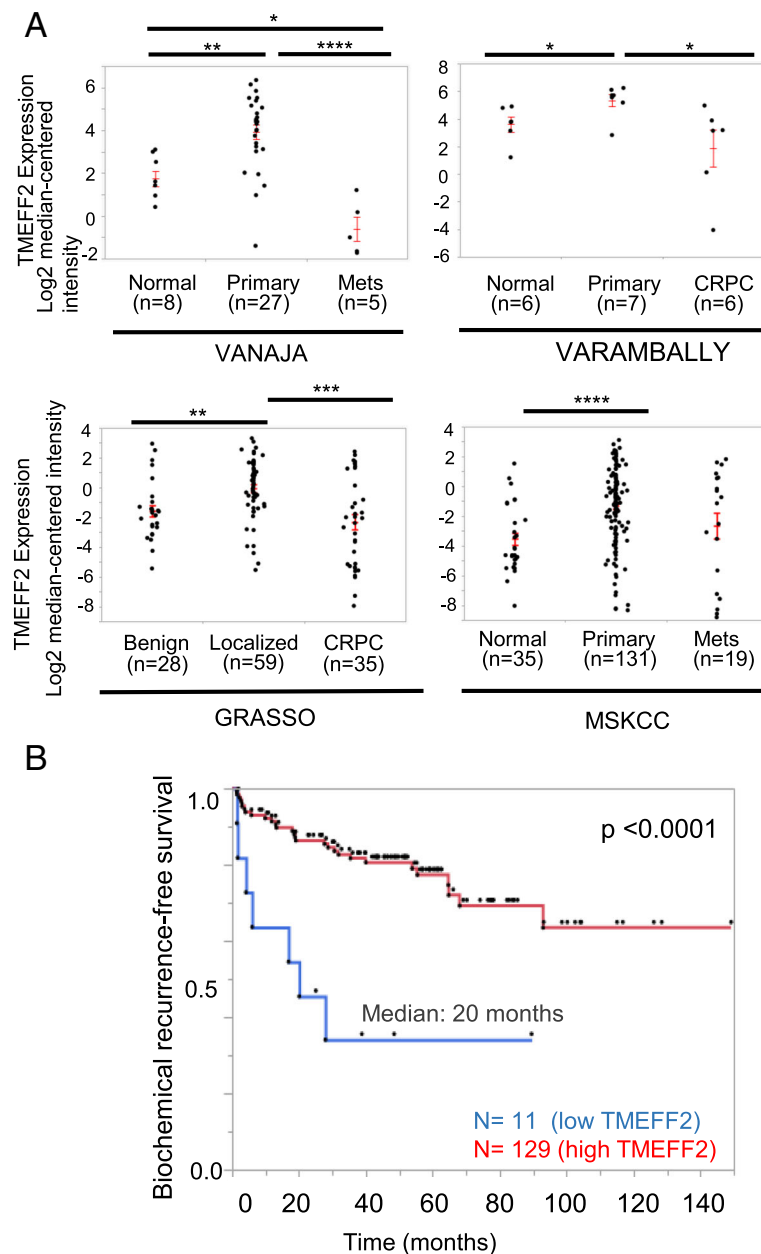 A
*
**
****
*
*
TMEFF2 Expression
Log2 median-centered
intensity
6
4
2
0
-2
8
6
4
2
0
-2
-4
-6
Normal
(n=8)
Primary
(n=27)
Mets
(n=5)
Normal
(n=6)
Primary
(n=7)
CRPC
(n=6)
VANAJA
VARAMBALLY
**
***
****
TMEFF2 Expression
Log2 median-centered intensity
4
2
0
-2
-4
-6
-8
4
2
0
-2
-4
-6
-8
Benign
(n=28)
Localized
(n=59)
CRPC
(n=35)
Normal
(n=35)
Primary
(n=131)
Mets
(n=19)
GRASSO
MSKCC
B
Biochemical recurrence-free survival
1.0
0.5
0.0
p <0.0001
Median: 20 months
N= 11 (low TMEFF2)
N= 129 (high TMEFF2)
0 20 40 60 80 100 120 140
Time (months)